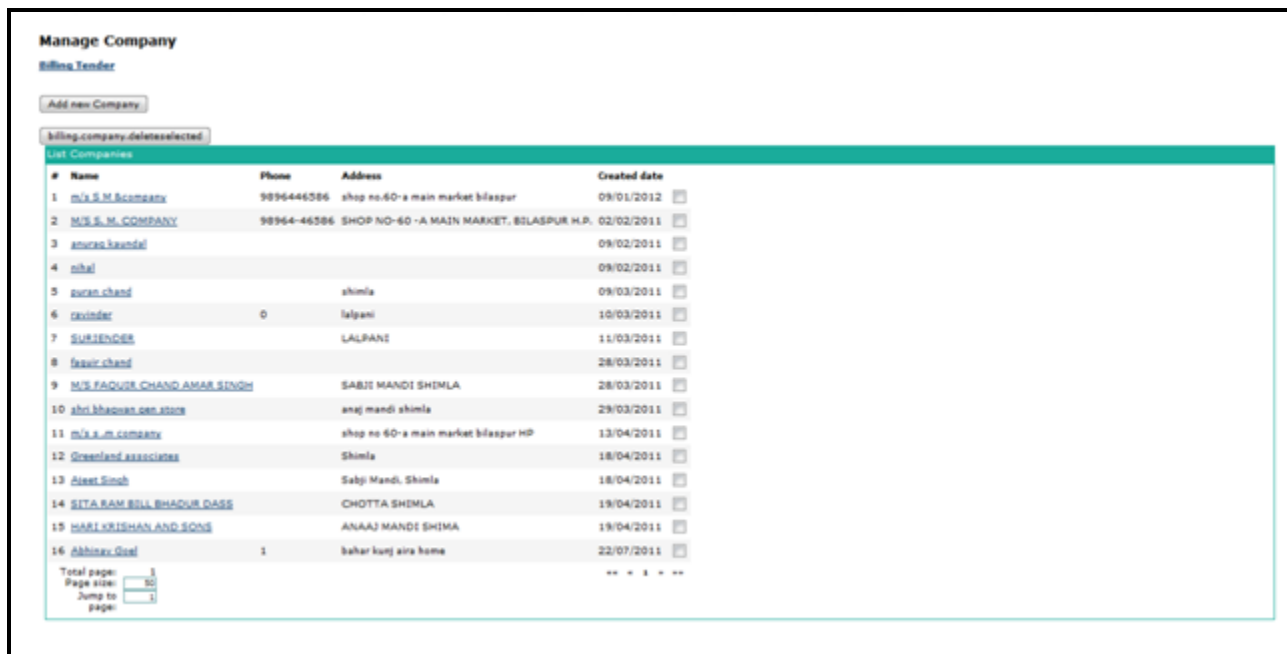 Manage Company
Billing Tender
Add new Company
billing.company.deleteselected
List Companies
# Name Phone Address Created date
1 m/s S.M.&company 9896446586 shop no.60-a main market bilaspur 09/01/2012
2 M/S S. M. COMPANY 98964-46586 SHOP NO-60 -A MAIN MARKET, BILASPUR H.P. 02/02/2011
3 anurag kaundal 09/02/2011
4 nihal 09/02/2011
5 puran chand shimla 09/03/2011
6 ravinder 0 lalpani 10/03/2011
7 SURIENDER LALPANI 11/03/2011
8 faquir chand 28/03/2011
9 M/S FAQUIR CHAND AMAR SINGH SABJI MANDI SHIMLA 28/03/2011
10 shri bhagwan gen store anaj mandi shimla 29/03/2011
11 m/s s .m company shop no 60-a main market bilaspur HP 13/04/2011
12 Greenland associates Shimla 18/04/2011
13 Ajeet Singh Sabji Mandi, Shimla 18/04/2011
14 SITA RAM BILL BHADUR DASS CHOTTA SHIMLA 19/04/2011
15 HARI KRISHAN AND SONS ANAAJ MANDI SHIMA 19/04/2011
16 Abhinav Goel 1 bahar kunj aira home 22/07/2011
Total page: 1 «« « 1 » »»
Page size: 50
Jump to page: 1